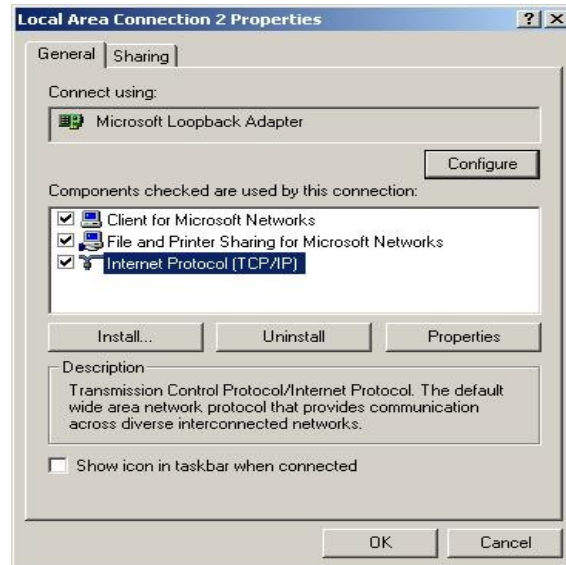 Local Area Connection 2 Properties
? ×
General Sharing
Connect using:
Microsoft Loopback Adapter
Configure
Components checked are used by this connection:
Client for Microsoft Networks
File and Printer Sharing for Microsoft Networks
Internet Protocol (TCP/IP)
Install... Uninstall Properties
Description
Transmission Control Protocol/Internet Protocol. The default
wide area network protocol that provides communication
across diverse interconnected networks.
Show icon in taskbar when connected
OK Cancel